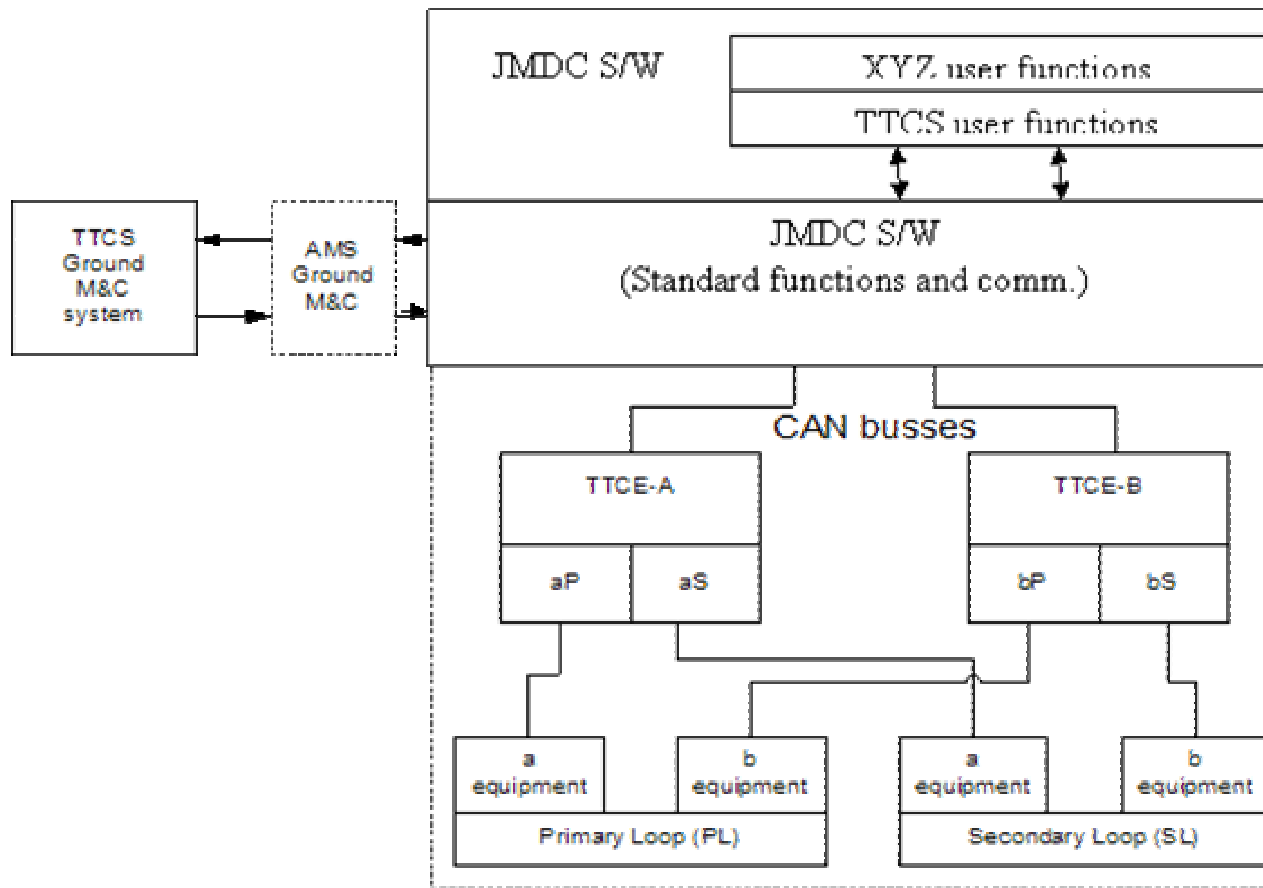 JMDC S/W
XYZ user functions
TTCS user functions
TTCS
Ground
M&C
system
AMS
Ground
M&C
JMDC S/W
(Standard functions and comm.)
CAN busses
TTCE-A
TTCE-B
aP
aS
bP
bS
a
equipment
b
equipment
a
equipment
b
equipment
Primary Loop (PL)
Secondary Loop (SL)